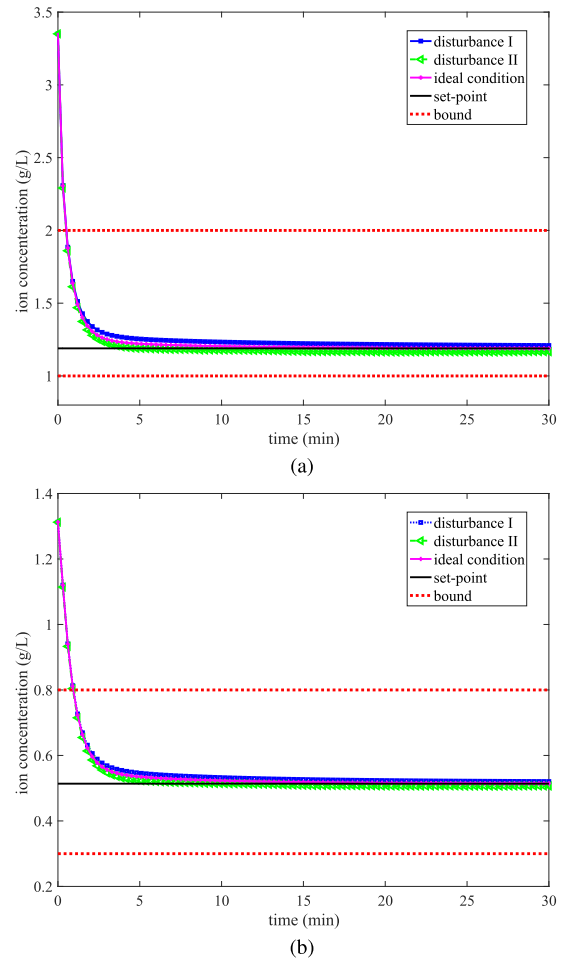 3.5
3
2.5
2
1.5
1
ion concenteration (g/L)
disturbance I
disturbance II
ideal condition
set-point
bound
0
5
10
15
20
25
30
time (min)
(a)
1.4
1.2
1
0.8
0.6
0.4
0.2
ion concenteration (g/L)
disturbance I
disturbance II
ideal condition
set-point
bound
0
5
10
15
20
25
30
time (min)
(b)